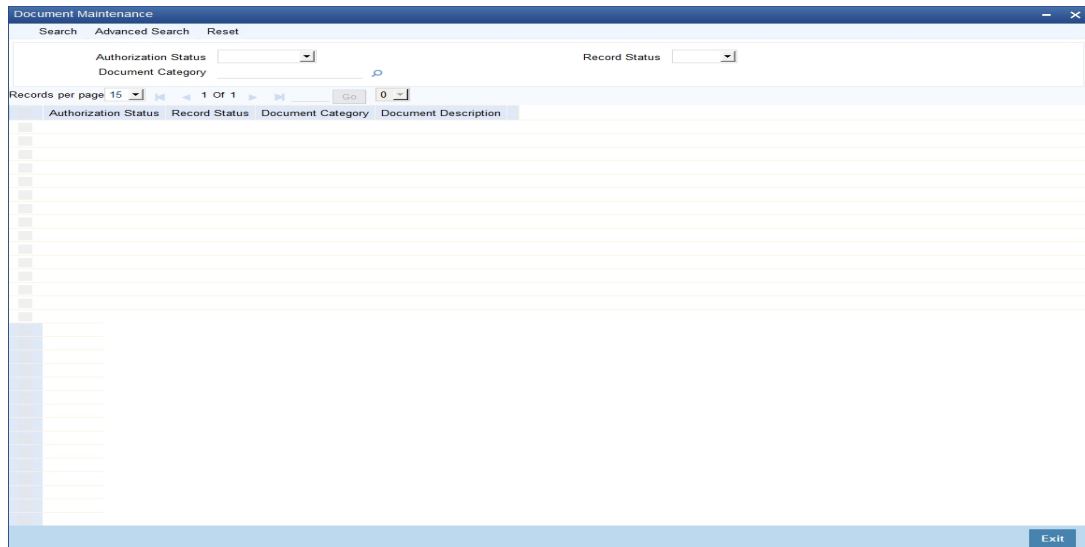 Document Maintenance
Search Advanced Search Reset
Authorization Status Record Status
Document Category
Records per page 15 1 Of 1 Go 0
Authorization Status Record Status Document Category Document Description
Exit